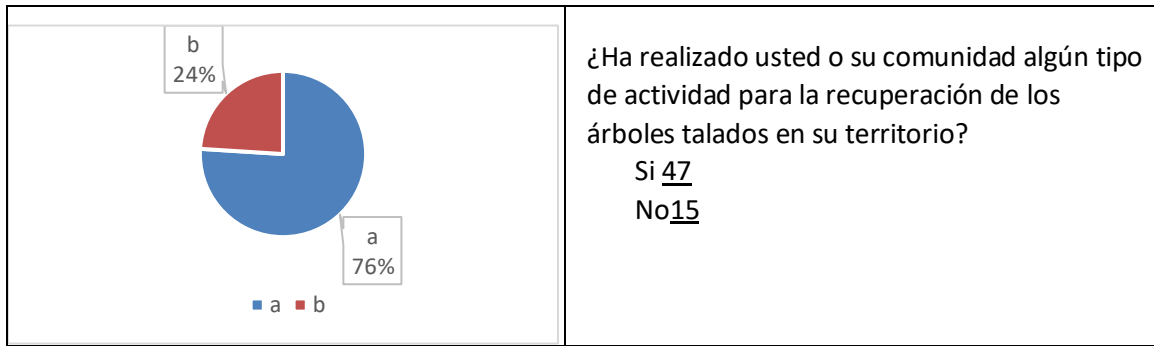 b
24%
a
76%
a b
¿Ha realizado usted o su comunidad algún tipo
de actividad para la recuperación de los
árboles talados en su territorio?
Si 47
No15